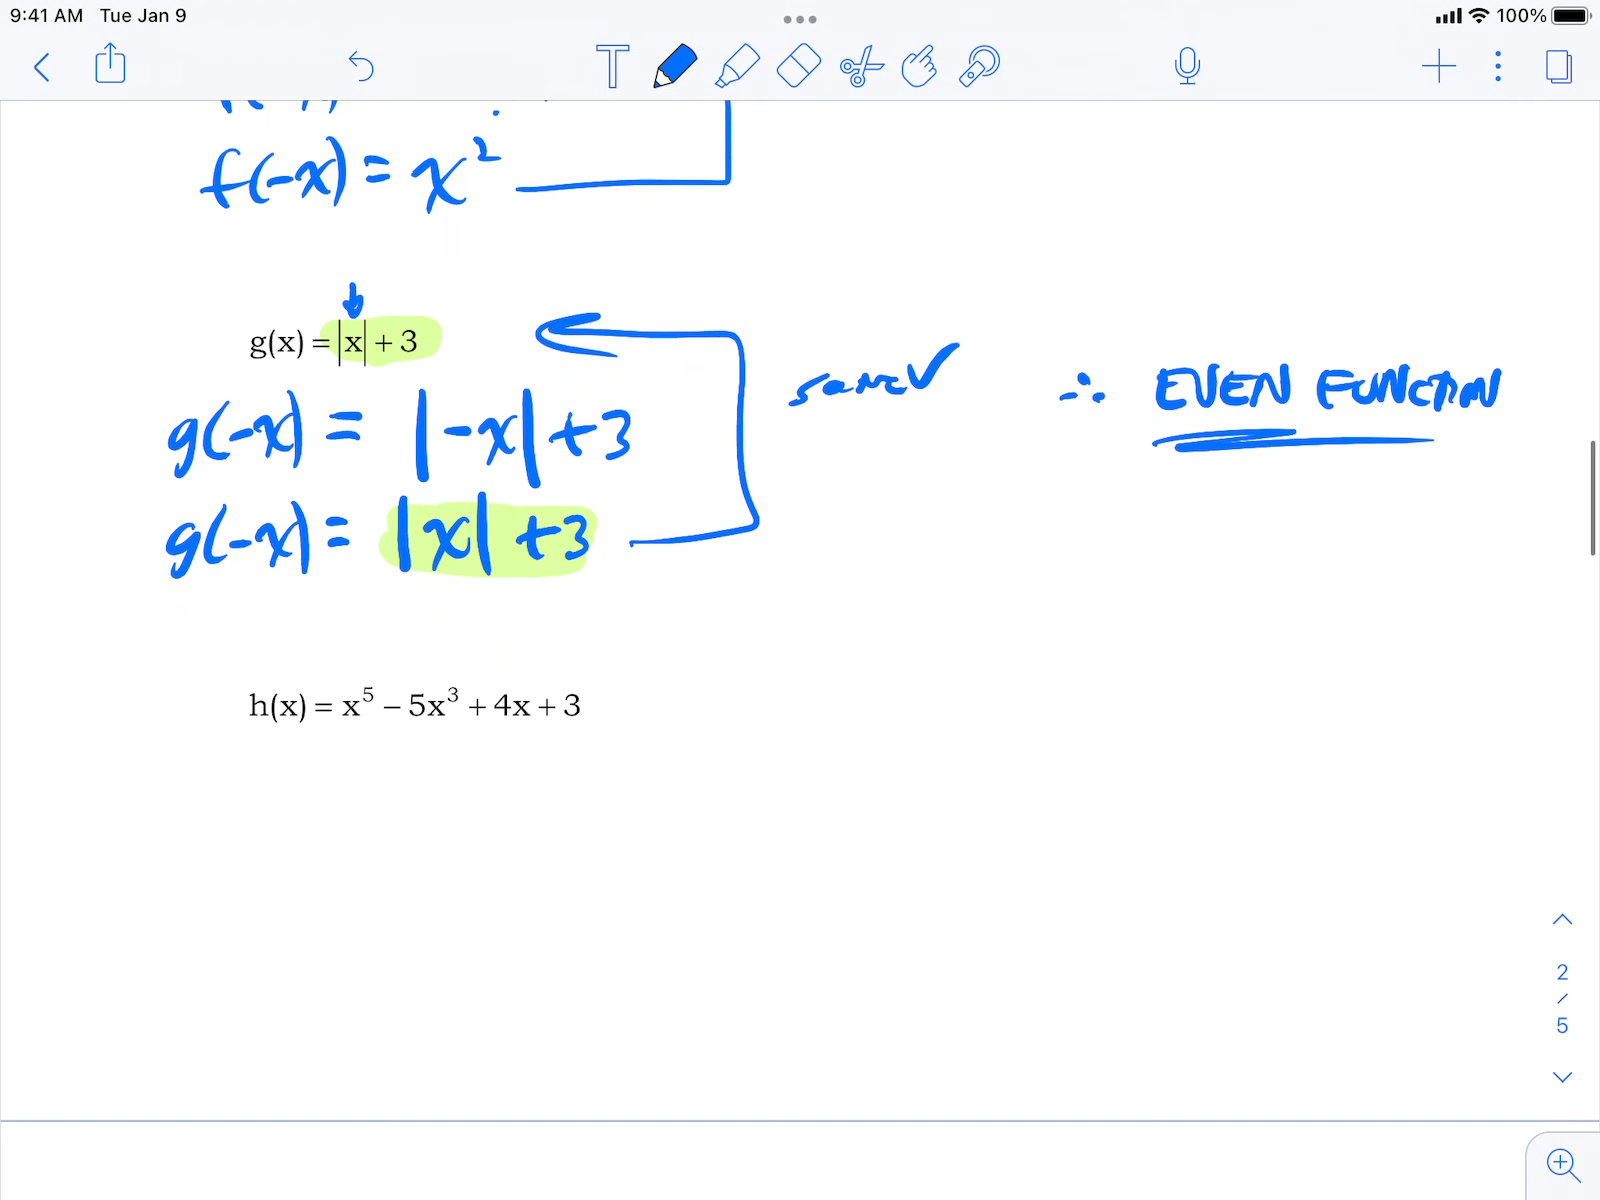 9:41 AM Tue Jan 9
100%
f(-x) = x²
g(x) = |x| + 3
g(-x) = |-x| + 3
same ✓ ∴ EVEN FUNCTION
g(-x) = |x| + 3
h(x) = x⁵ – 5x³ + 4x + 3
2
/
5